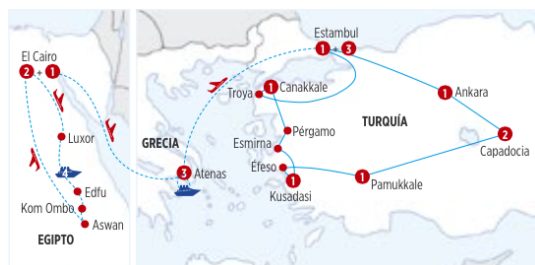 El Cairo
2 + 1
Luxor
4
Edfu
Kom Ombo
Aswan
EGIPTO
Estambul
1 + 3
1
Canakkale
Troya
1
Ankara
GRECIA
Pérgamo
TURQUÍA
2
Capadocia
Esmirna
3
Atenas
Éfeso
1
Kusadasi
1
Pamukkale